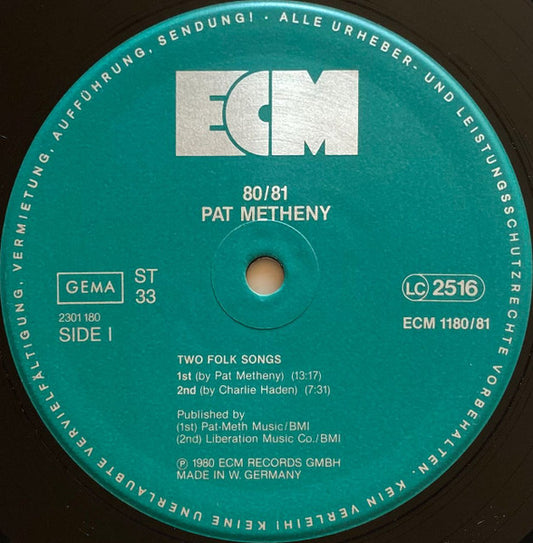 KEINE UNERLAUBTE VERVIELFÄLTIGUNG, VERMIETUNG, AUFFÜHRUNG, SENDUNG! · ALLE URHEBER- UND LEISTUNGSSCHUTZRECHTE VORBEHALTEN. KEIN VERLEIH!
ECM
80/81
PAT METHENY
GEMA
ST
33
2301 180
SIDE I
LC 2516
ECM 1180/81
TWO FOLK SONGS
1st (by Pat Metheny) (13:17)
2nd (by Charlie Haden) (7:31)
Published by
(1st) Pat-Meth Music/BMI
(2nd) Liberation Music Co./BMI
Ⓟ 1980 ECM RECORDS GMBH
MADE IN W. GERMANY